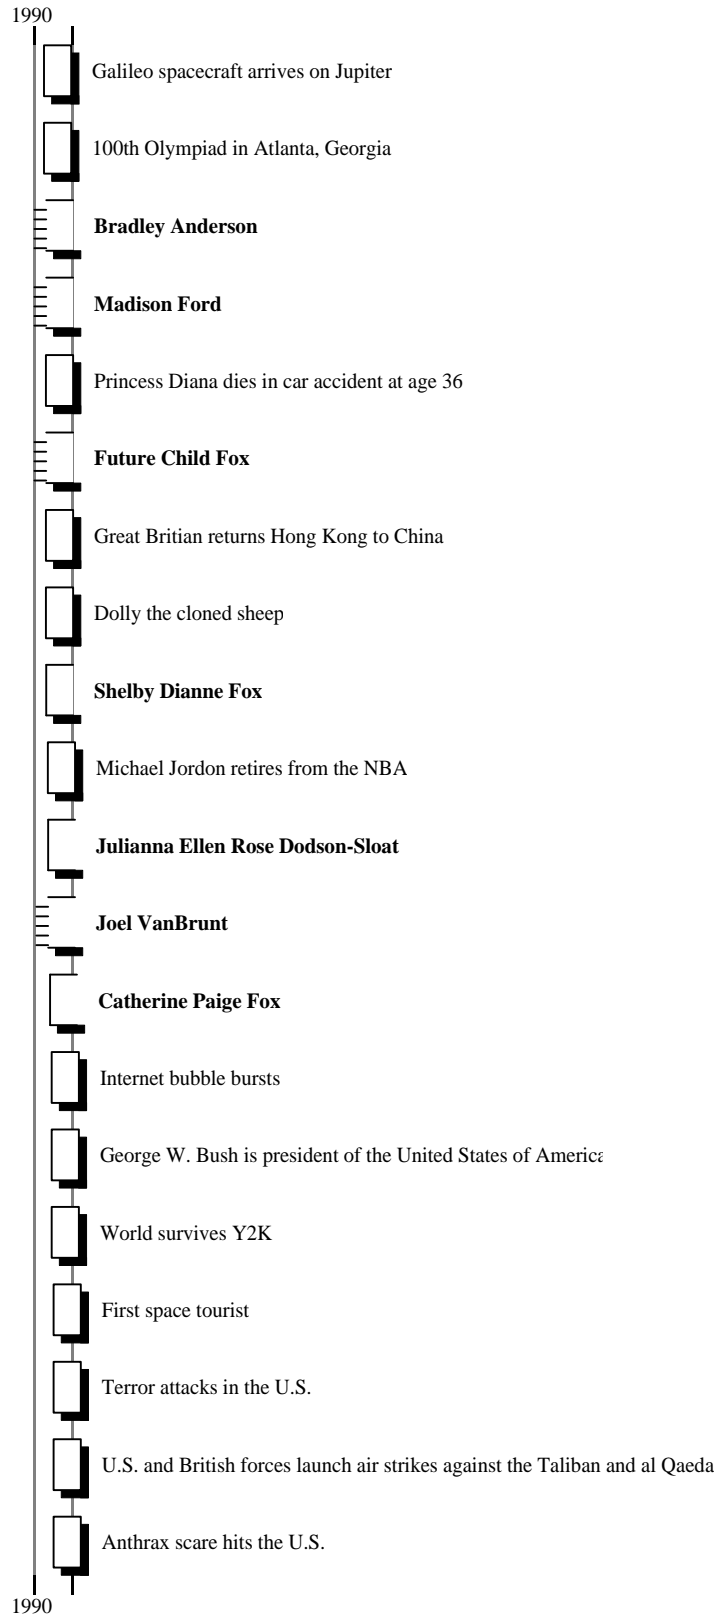 1990
Galileo spacecraft arrives on Jupiter
100th Olympiad in Atlanta, Georgia
Bradley Anderson
Madison Ford
Princess Diana dies in car accident at age 36
Future Child Fox
Great Britian returns Hong Kong to China
Dolly the cloned sheep
Shelby Dianne Fox
Michael Jordon retires from the NBA
Julianna Ellen Rose Dodson-Sloat
Joel VanBrunt
Catherine Paige Fox
Internet bubble bursts
George W. Bush is president of the United States of America
World survives Y2K
First space tourist
Terror attacks in the U.S.
U.S. and British forces launch air strikes against the Taliban and al Qaeda
Anthrax scare hits the U.S.
1990